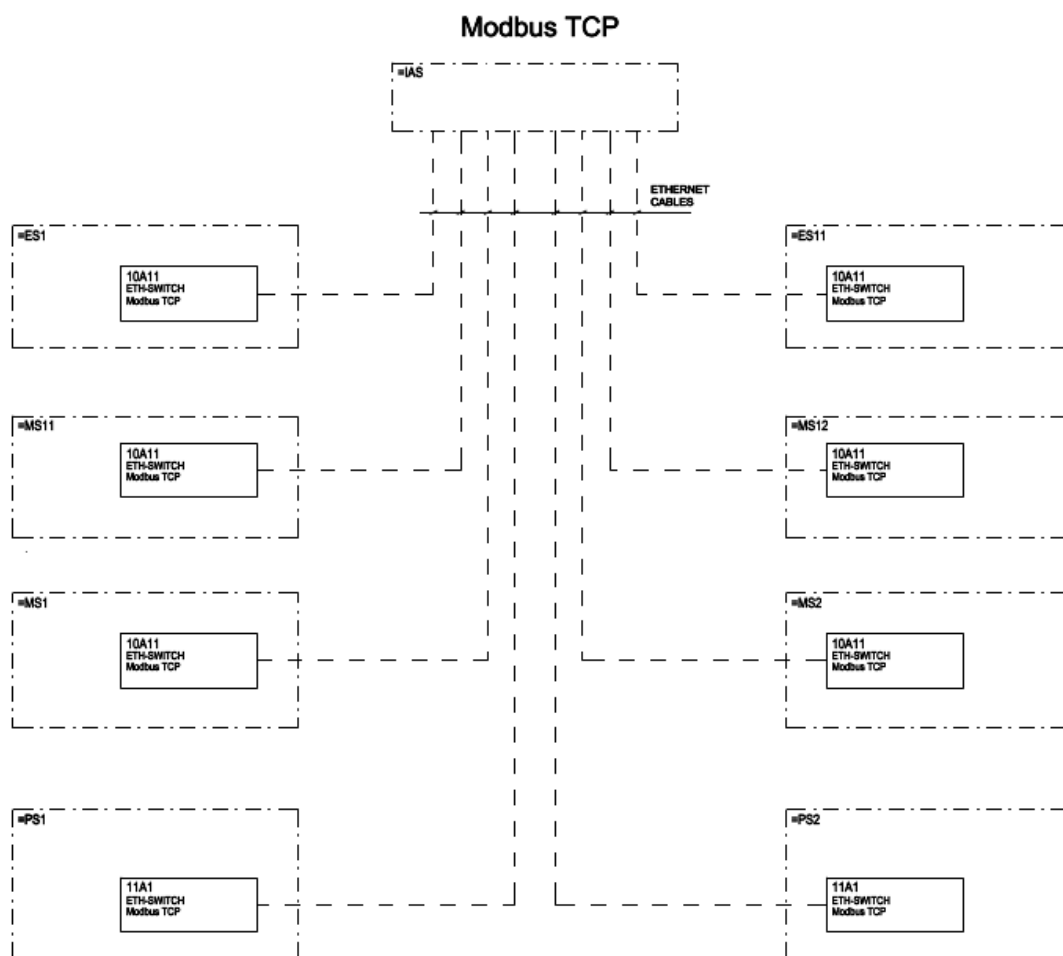 Modbus TCP
=IAS
ETHERNET
CABLES
=ES1
10A11
ETH-SWITCH
Modbus TCP
=ES11
10A11
ETH-SWITCH
Modbus TCP
=MS11
10A11
ETH-SWITCH
Modbus TCP
=MS12
10A11
ETH-SWITCH
Modbus TCP
=MS1
10A11
ETH-SWITCH
Modbus TCP
=MS2
10A11
ETH-SWITCH
Modbus TCP
=PS1
11A1
ETH-SWITCH
Modbus TCP
=PS2
11A1
ETH-SWITCH
Modbus TCP